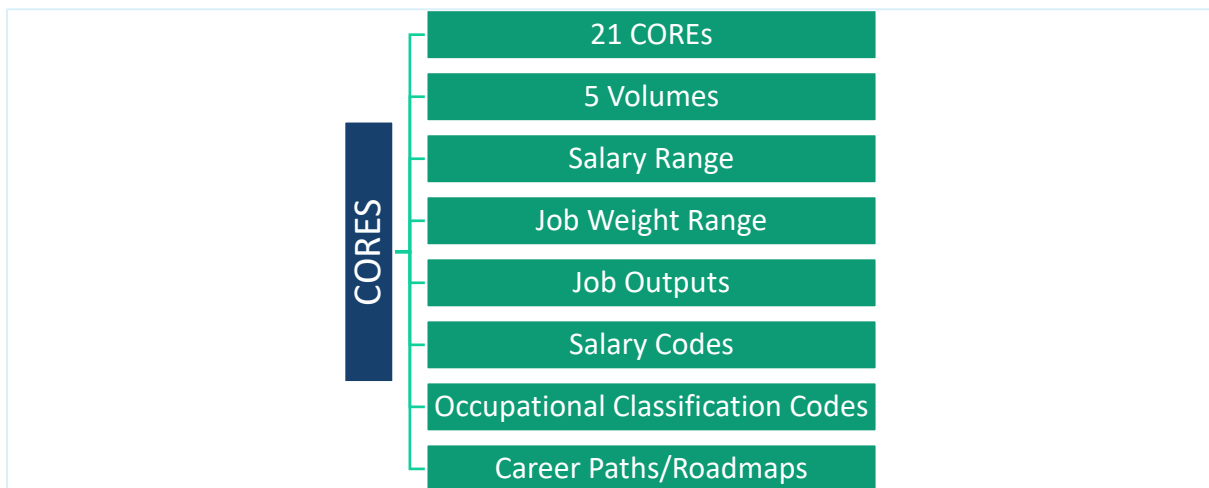 CORES
21 COREs
5 Volumes
Salary Range
Job Weight Range
Job Outputs
Salary Codes
Occupational Classification Codes
Career Paths/Roadmaps